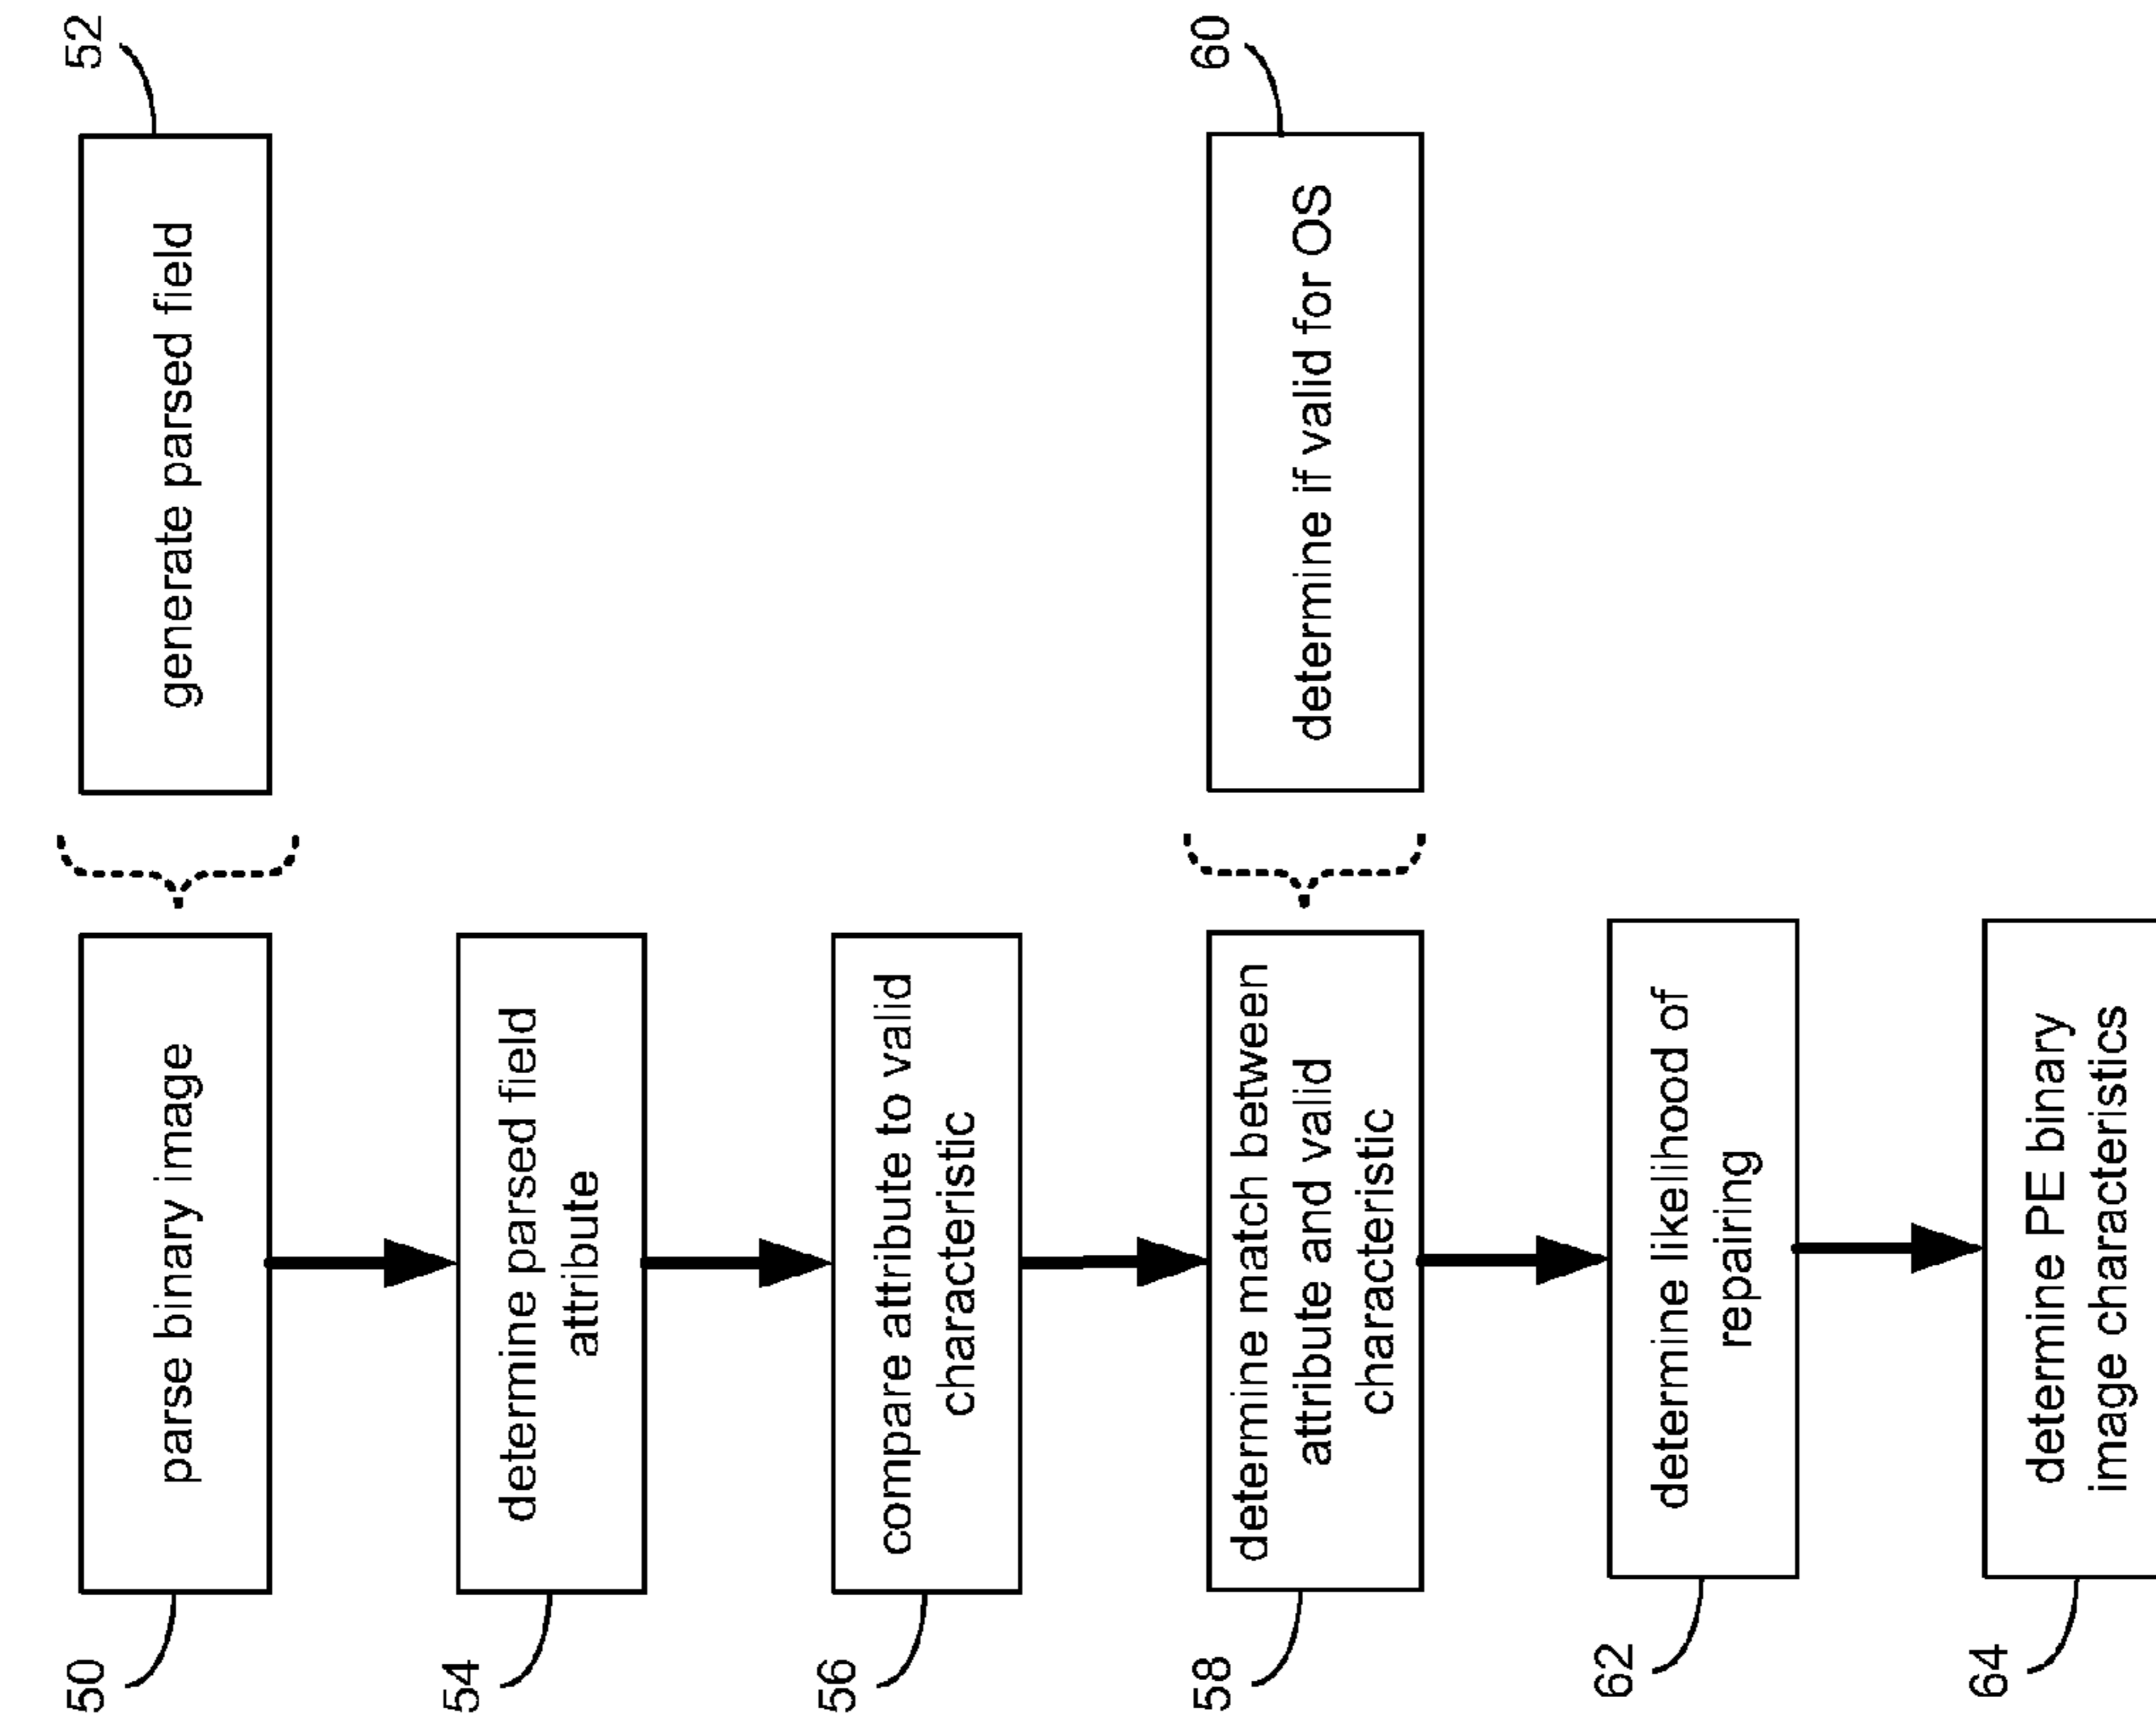 50
parse binary image
generate parsed field
52
54
determine parsed field
attribute
56
compare attribute to valid
characteristic
58
determine match between
attribute and valid
characteristic
determine if valid for OS
60
62
determine likelihood of
repairing
64
determine PE binary
image characteristics